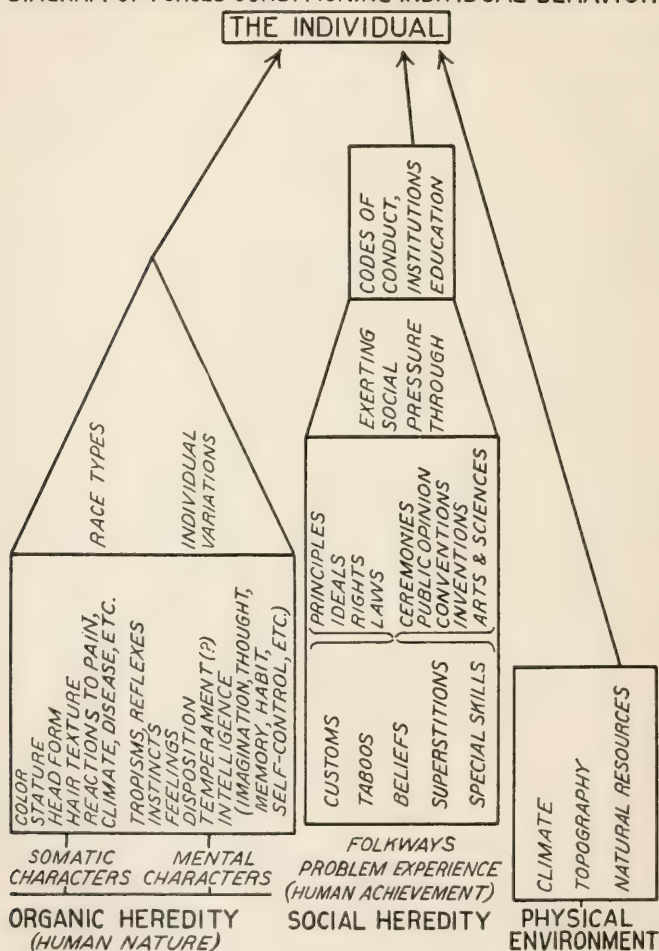 DIAGRAM OF FORCES CONDITIONING INDIVIDUAL BEHAVIOR
THE INDIVIDUAL
CODES OF
CONDUCT,
INSTITUTIONS
EDUCATION
EXERTING
SOCIAL
PRESSURE
THROUGH
RACE TYPES
INDIVIDUAL
VARIATIONS
(PRINCIPLES
IDEALS
RIGHTS
LAWS
CEREMONIES
PUBLIC OPINION
CONVENTIONS
INVENTIONS
ARTS & SCIENCES)
COLOR
STATURE
HEAD FORM
HAIR TEXTURE
REACTIONS TO PAIN,
CLIMATE, DISEASE, ETC.
TROPISMS, REFLEXES
INSTINCTS
FEELINGS
DISPOSITION
TEMPERAMENT (?)
INTELLIGENCE
(IMAGINATION, THOUGHT,
MEMORY, HABIT,
SELF-CONTROL, ETC.)
CUSTOMS
TABOOS
BELIEFS
SUPERSTITIONS
SPECIAL SKILLS
CLIMATE
TOPOGRAPHY
NATURAL RESOURCES
SOMATIC
CHARACTERS
MENTAL
CHARACTERS
FOLKWAYS
PROBLEM EXPERIENCE
(HUMAN ACHIEVEMENT)
ORGANIC HEREDITY
(HUMAN NATURE)
SOCIAL HEREDITY
PHYSICAL
ENVIRONMENT